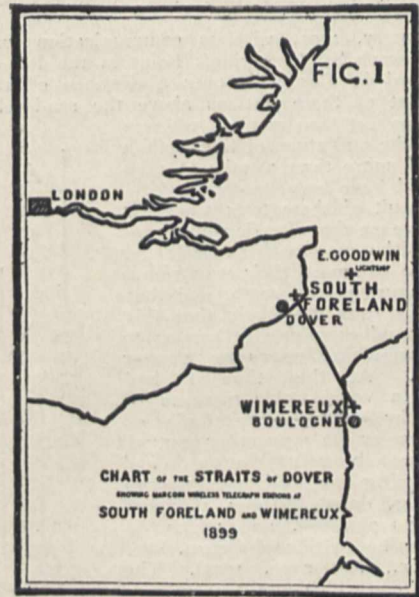 FIG.1
LONDON
E.GOODWIN
LIGHTSHIP
SOUTH
FORELAND
DOVER
WIMEREUX
BOULOGNE
CHART OF THE STRAITS OF DOVER
SHOWING MARCONI WIRELESS TELEGRAPH STATIONS AT
SOUTH FORELAND AND WIMEREUX
1899